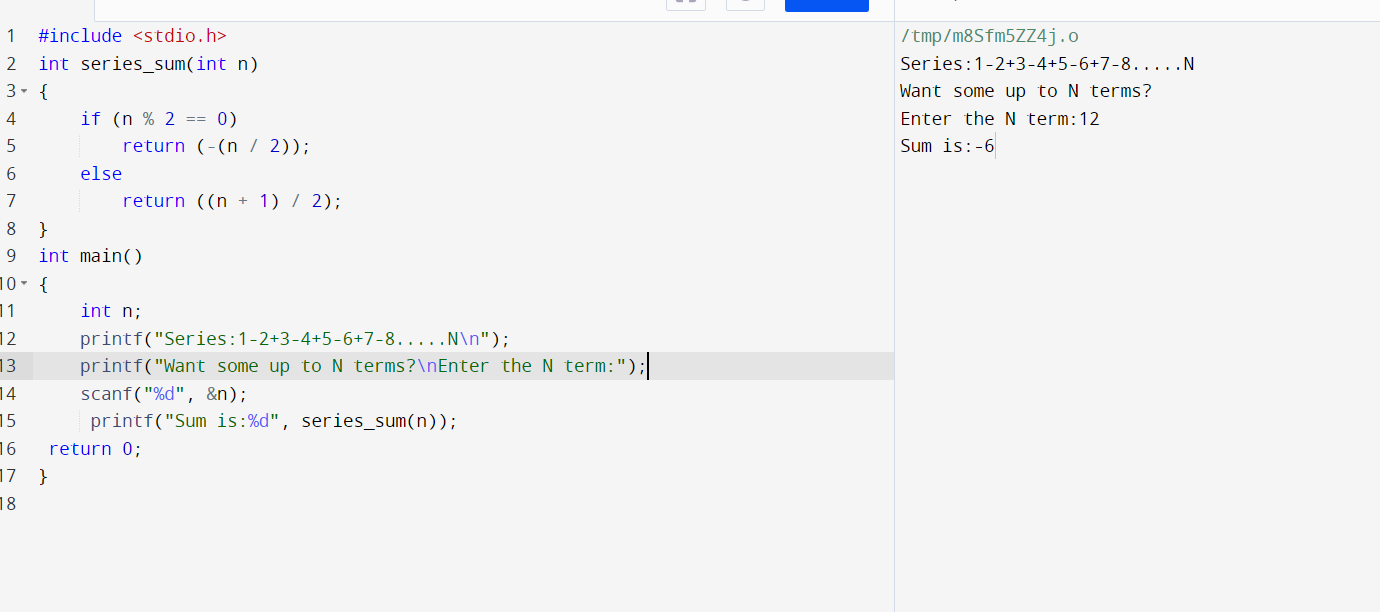 1 #include <stdio.h>
2 int series_sum(int n)
3 {
4 if (n % 2 == 0)
5 return (-(n / 2));
6 else
7 return ((n + 1) / 2);
8 }
9 int main()
10 {
11 int n;
12 printf("Series:1-2+3-4+5-6+7-8.....N\n");
13 printf("Want some up to N terms?\nEnter the N term:");
14 scanf("%d", &n);
15 printf("Sum is:%d", series_sum(n));
16 return 0;
17 }
18
/tmp/m8Sfm5ZZ4j.o
Series:1-2+3-4+5-6+7-8.....N
Want some up to N terms?
Enter the N term:12
Sum is:-6